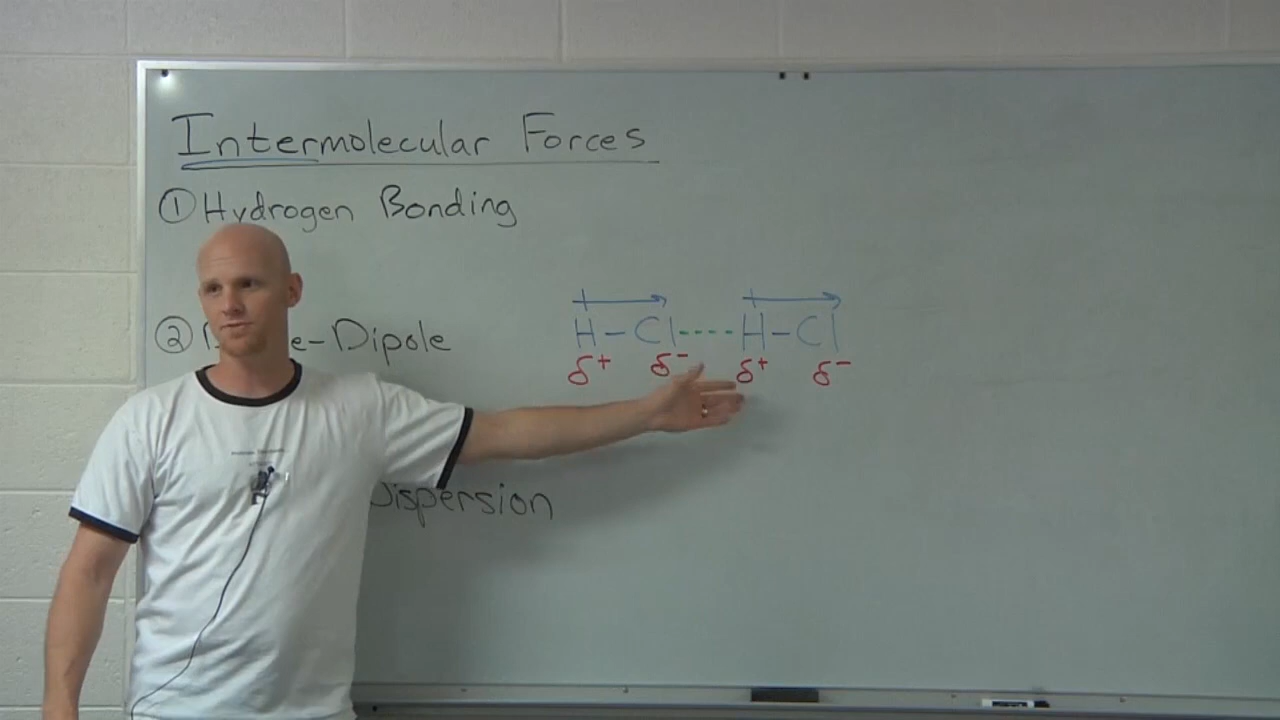 Intermolecular Forces
① Hydrogen Bonding
② e-Dipole
H-Cl----H-Cl
δ+ δ- δ+ δ-
Dispersion